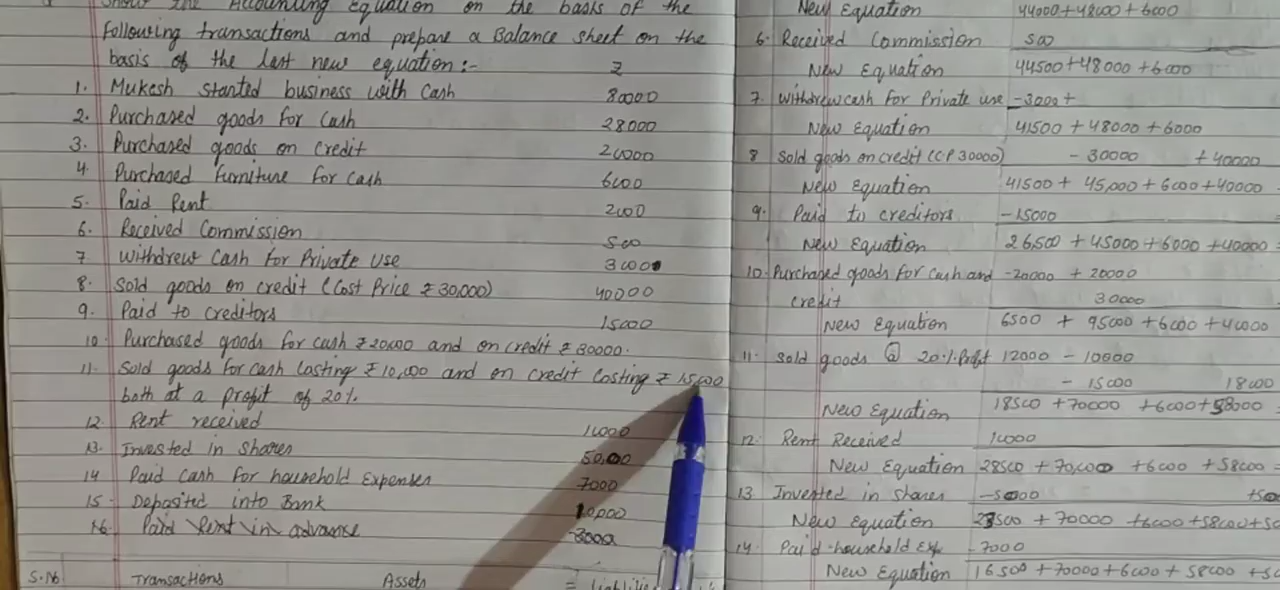 Show the Accounting Equation on the basis of the
following transactions and prepare a Balance sheet on the
basis of the last new equation:-
₹
1. Mukesh started business with Cash 80000
2. Purchased goods for Cash 28000
3. Purchased goods on credit 20000
4. Purchased Furniture for Cash 6000
5. Paid Rent 2000
6. Received Commission 500
7 Withdrew Cash for Private Use 3000
8. Sold goods on credit (Cost Price ₹ 30,000) 40000
9. Paid to creditors 15000
10. Purchased goods for cash ₹ 20000 and on credit ₹ 30000.
11. Sold goods for cash Costing ₹ 10,000 and on credit Costing ₹ 15000
both at a profit of 20%
12. Rent received 10000
13. Invested in Shares
14 Paid Cash for household Expenses 7000
15. Deposited into Bank 10,000
16. Paid Rent in advance 3000
S.No Transactions Assets =
New Equation 44000+48000+6000
6. Received Commission 500
New Equation 44500+48000+6000
7. Withdrew cash for Private use -3000+
New Equation 41500 + 48000 + 6000
8 Sold goods on credit (CP 30000) - 30000 + 40000
New Equation 41500 + 45,000 + 6000 + 40000
9. Paid to creditors -15000
New Equation 26,500 + 45000 + 6000 + 40000 =
10. Purchased goods for cash and -20000 + 20000
credit 30000
New Equation 6500 + 95000 + 6000 + 40000
11. Sold goods @ 20% Profit 12000 - 10000
- 15000 18000
New Equation 18500 + 70000 + 6000 + 58000 =
12. Rent Received 10000
New Equation 28500 + 70,000 + 6000 + 58000 =
13 Invested in shares -5000
New Equation 23500 + 70000 + 6000 + 58000 +
14. Paid household Exp -7000
New Equation 16500 + 70000 + 6000 + 58000 +